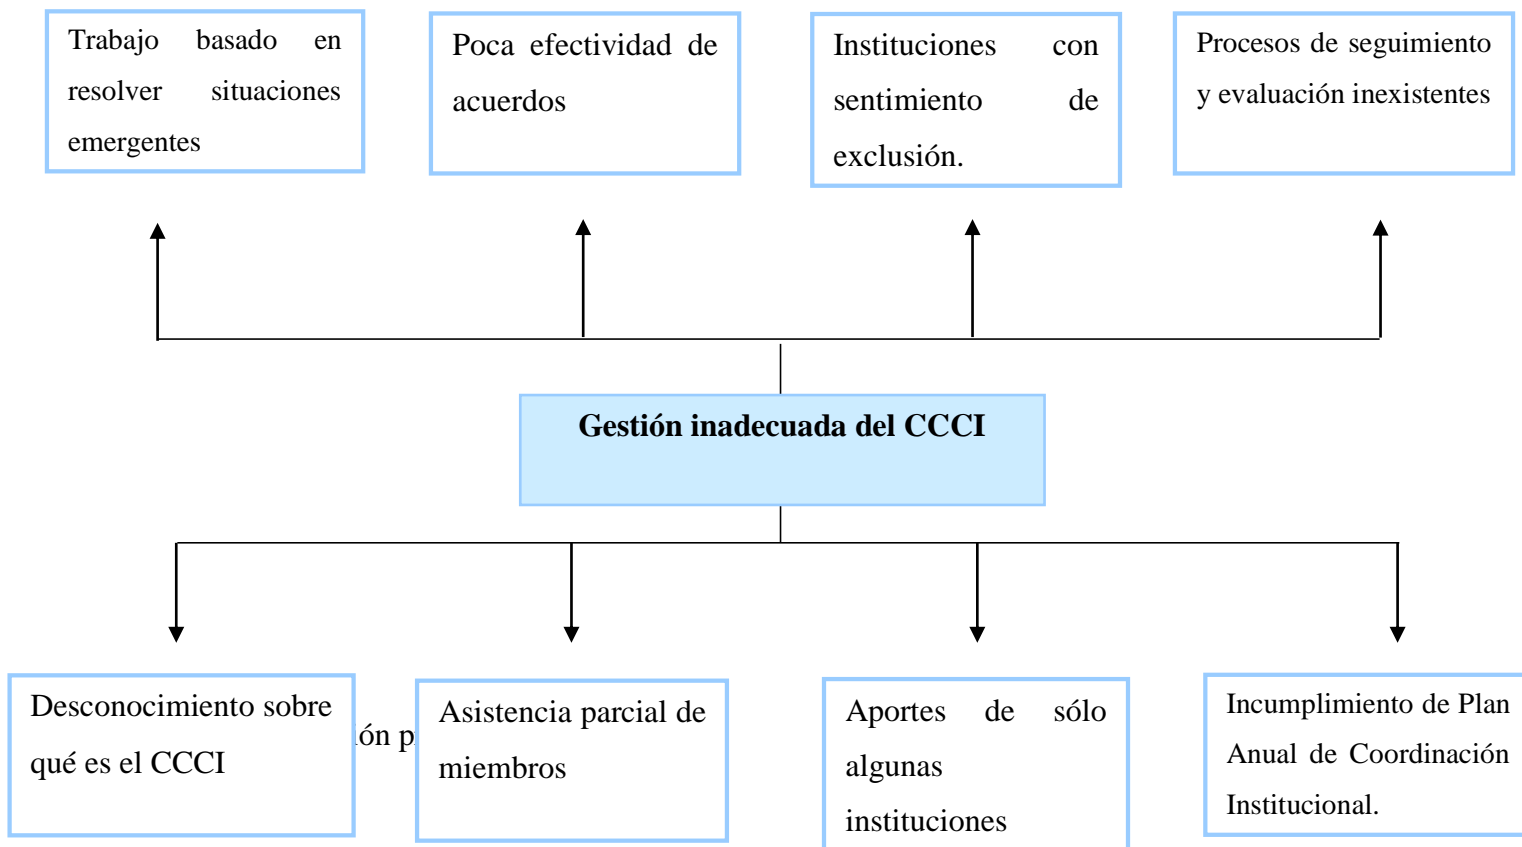 Trabajo basado en
resolver situaciones
emergentes
Poca efectividad de
acuerdos
Instituciones con
sentimiento de
exclusión.
Procesos de seguimiento
y evaluación inexistentes
Gestión inadecuada del CCCI
Desconocimiento sobre
qué es el CCCI
Asistencia parcial de
miembros
Aportes de sólo
algunas
instituciones
Incumplimiento de Plan
Anual de Coordinación
Institucional.